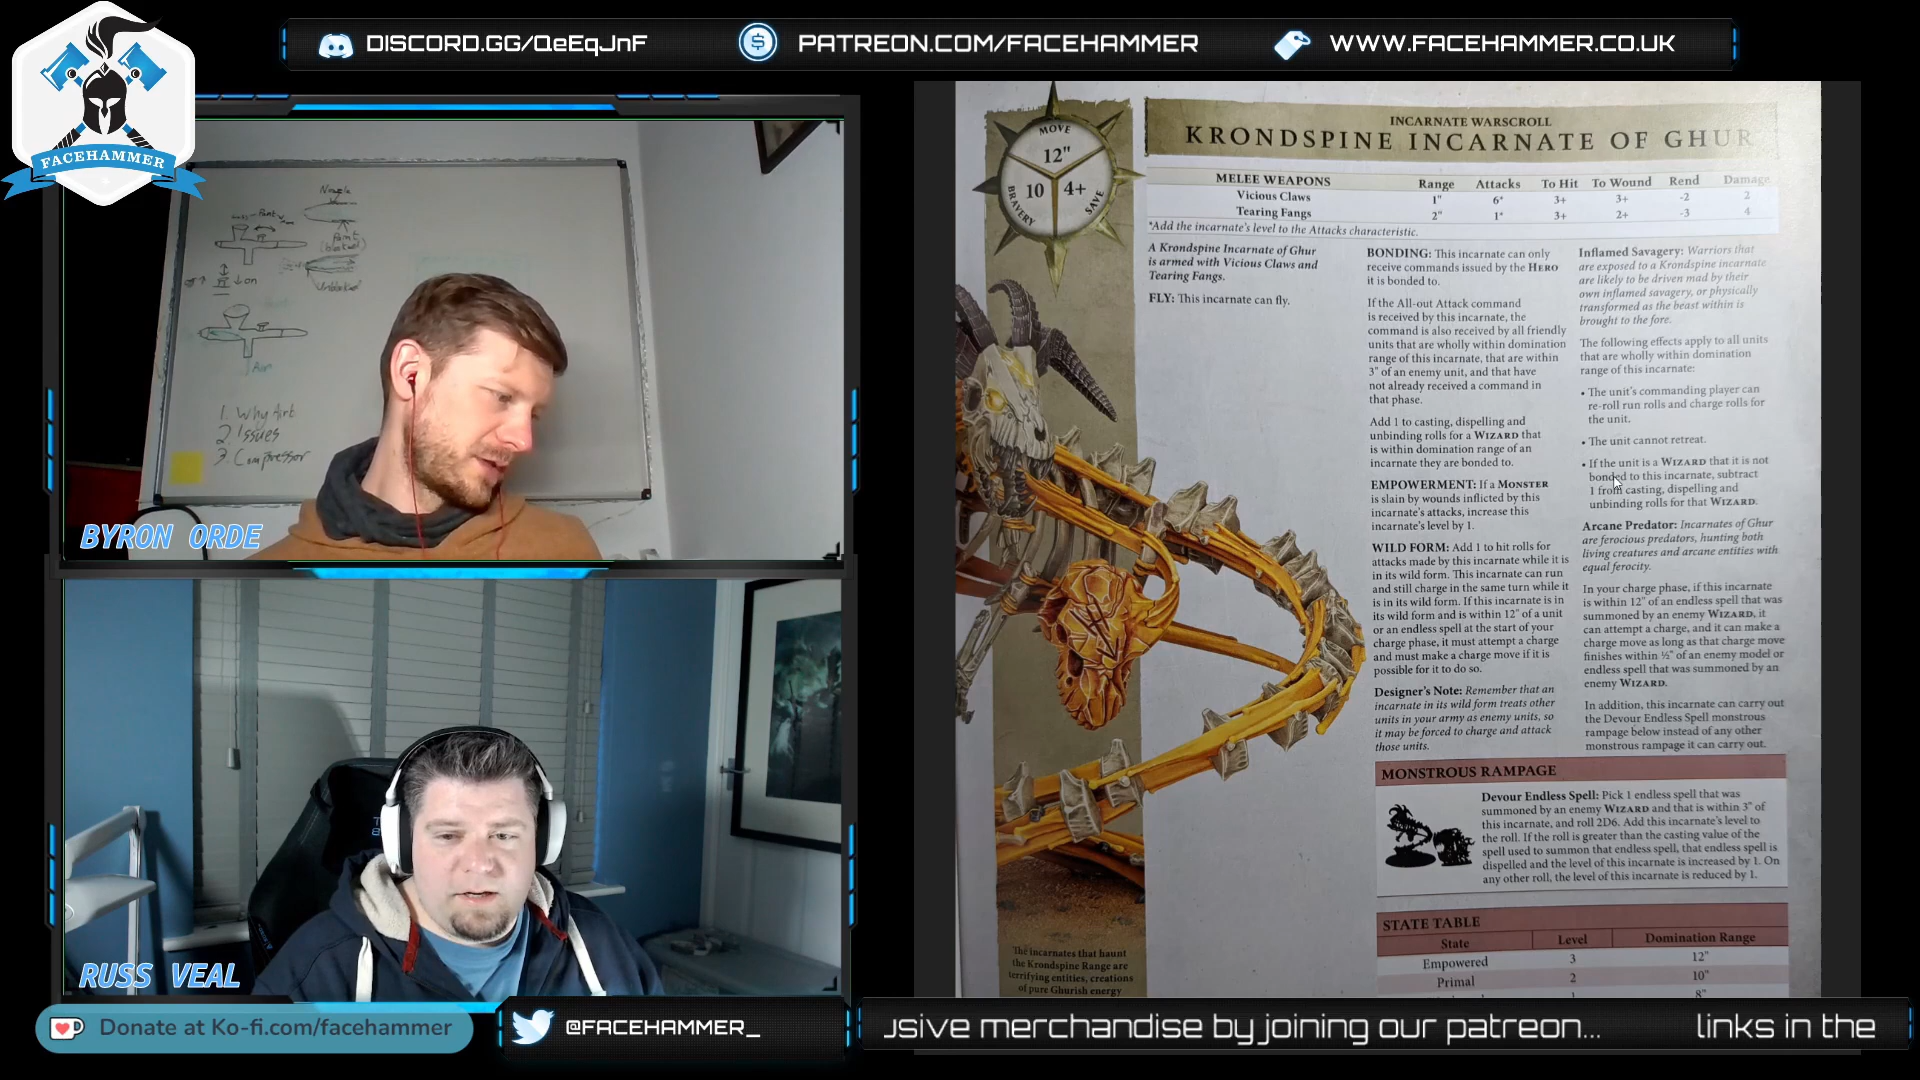 DISCORD.GG/QeEqJnF
PATREON.COM/FACEHAMMER
WWW.FACEHAMMER.CO.UK
FACEHAMMER
Nozzle
Paint
(blocked)
Unblocked
on
Air
1. Why Airb
2. Issues
3. Compressor
BYRON ORDE
RUSS VEAL
Donate at Ko-fi.com/facehammer
@FACEHAMMER_
usive merchandise by joining our patreon...
links in the
INCARNATE WARSCROLL
KRONDSPINE INCARNATE OF GHUR
MOVE
12"
10
4+
BRAVERY
SAVE
MELEE WEAPONS Range Attacks To Hit To Wound Rend Damage
Vicious Claws 1" 6* 3+ 3+ -2 2
Tearing Fangs 2" 1* 3+ 2+ -3 4
*Add the incarnate's level to the Attacks characteristic.
A Krondspine Incarnate of Ghur
is armed with Vicious Claws and
Tearing Fangs.
FLY: This incarnate can fly.
BONDING: This incarnate can only
receive commands issued by the HERO
it is bonded to.
If the All-out Attack command
is received by this incarnate, the
command is also received by all friendly
units that are wholly within domination
range of this incarnate, that are within
3" of an enemy unit, and that have
not already received a command in
that phase.
Add 1 to casting, dispelling and
unbinding rolls for a WIZARD that
is within domination range of an
incarnate they are bonded to.
EMPOWERMENT: If a MONSTER
is slain by wounds inflicted by this
incarnate's attacks, increase this
incarnate's level by 1.
WILD FORM: Add 1 to hit rolls for
attacks made by this incarnate while it is
in its wild form. This incarnate can run
and still charge in the same turn while it
is in its wild form. If this incarnate is in
its wild form and is within 12" of a unit
or an endless spell at the start of your
charge phase, it must attempt a charge
and must make a charge move if it is
possible for it to do so.
Designer's Note: Remember that an
incarnate in its wild form treats other
units in your army as enemy units, so
it may be forced to charge and attack
those units.
Inflamed Savagery: Warriors that
are exposed to a Krondspine incarnate
are likely to be driven mad by their
own inflamed savagery, or physically
transformed as the beast within is
brought to the fore.
The following effects apply to all units
that are wholly within domination
range of this incarnate:
• The unit's commanding player can
re-roll run rolls and charge rolls for
the unit.
• The unit cannot retreat.
• If the unit is a WIZARD that it is not
bonded to this incarnate, subtract
1 from casting, dispelling and
unbinding rolls for that WIZARD.
Arcane Predator: Incarnates of Ghur
are ferocious predators, hunting both
living creatures and arcane entities with
equal ferocity.
In your charge phase, if this incarnate
is within 12" of an endless spell that was
summoned by an enemy WIZARD, it
can attempt a charge, and it can make a
charge move as long as that charge move
finishes within ½" of an enemy model or
endless spell that was summoned by an
enemy WIZARD.
In addition, this incarnate can carry out
the Devour Endless Spell monstrous
rampage below instead of any other
monstrous rampage it can carry out.
MONSTROUS RAMPAGE
Devour Endless Spell: Pick 1 endless spell that was
summoned by an enemy WIZARD and that is within 3" of
this incarnate, and roll 2D6. Add this incarnate's level to
the roll. If the roll is greater than the casting value of the
spell used to summon that endless spell, that endless spell is
dispelled and the level of this incarnate is increased by 1. On
any other roll, the level of this incarnate is reduced by 1.
STATE TABLE
State Level Domination Range
Empowered 3 12"
Primal 2 10"
1 8"
The incarnates that haunt
the Krondspine Range are
terrifying entities, creations
of pure Ghurish energy